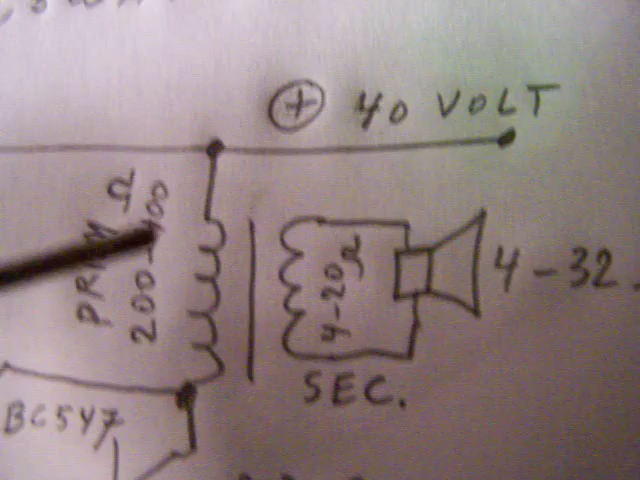 ⊕ 40 VOLT
PRIM Ω
200-400
4-20Ω
4-32
SEC.
BC547